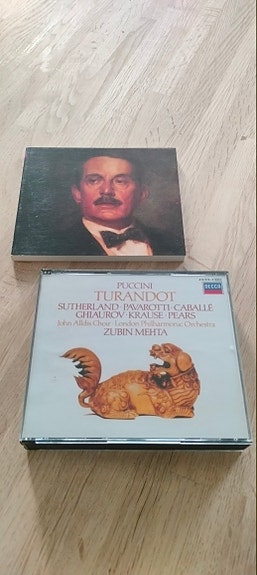 PUCCINI
TURANDOT
SUTHERLAND·PAVAROTTI·CABALLÉ
GHIAUROV·KRAUSE·PEARS
John Alldis Choir·London Philharmonic Orchestra
ZUBIN MEHTA
DECCA